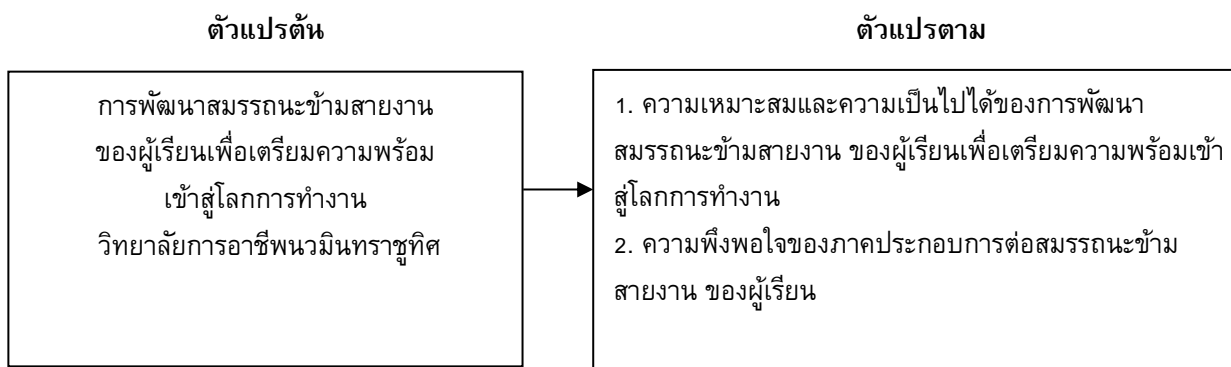 ตัวแปรต้น
ตัวแปรตาม
การพัฒนาสมรรถนะข้ามสายงาน
ของผู้เรียนเพื่อเตรียมความพร้อม
เข้าสู่โลกการทำงาน
วิทยาลัยการอาชีพนวมินทราชูทิศ
1. ความเหมาะสมและความเป็นไปได้ของการพัฒนา
สมรรถนะข้ามสายงาน ของผู้เรียนเพื่อเตรียมความพร้อมเข้า
สู่โลกการทำงาน
2. ความพึงพอใจของภาคประกอบการต่อสมรรถนะข้าม
สายงาน ของผู้เรียน